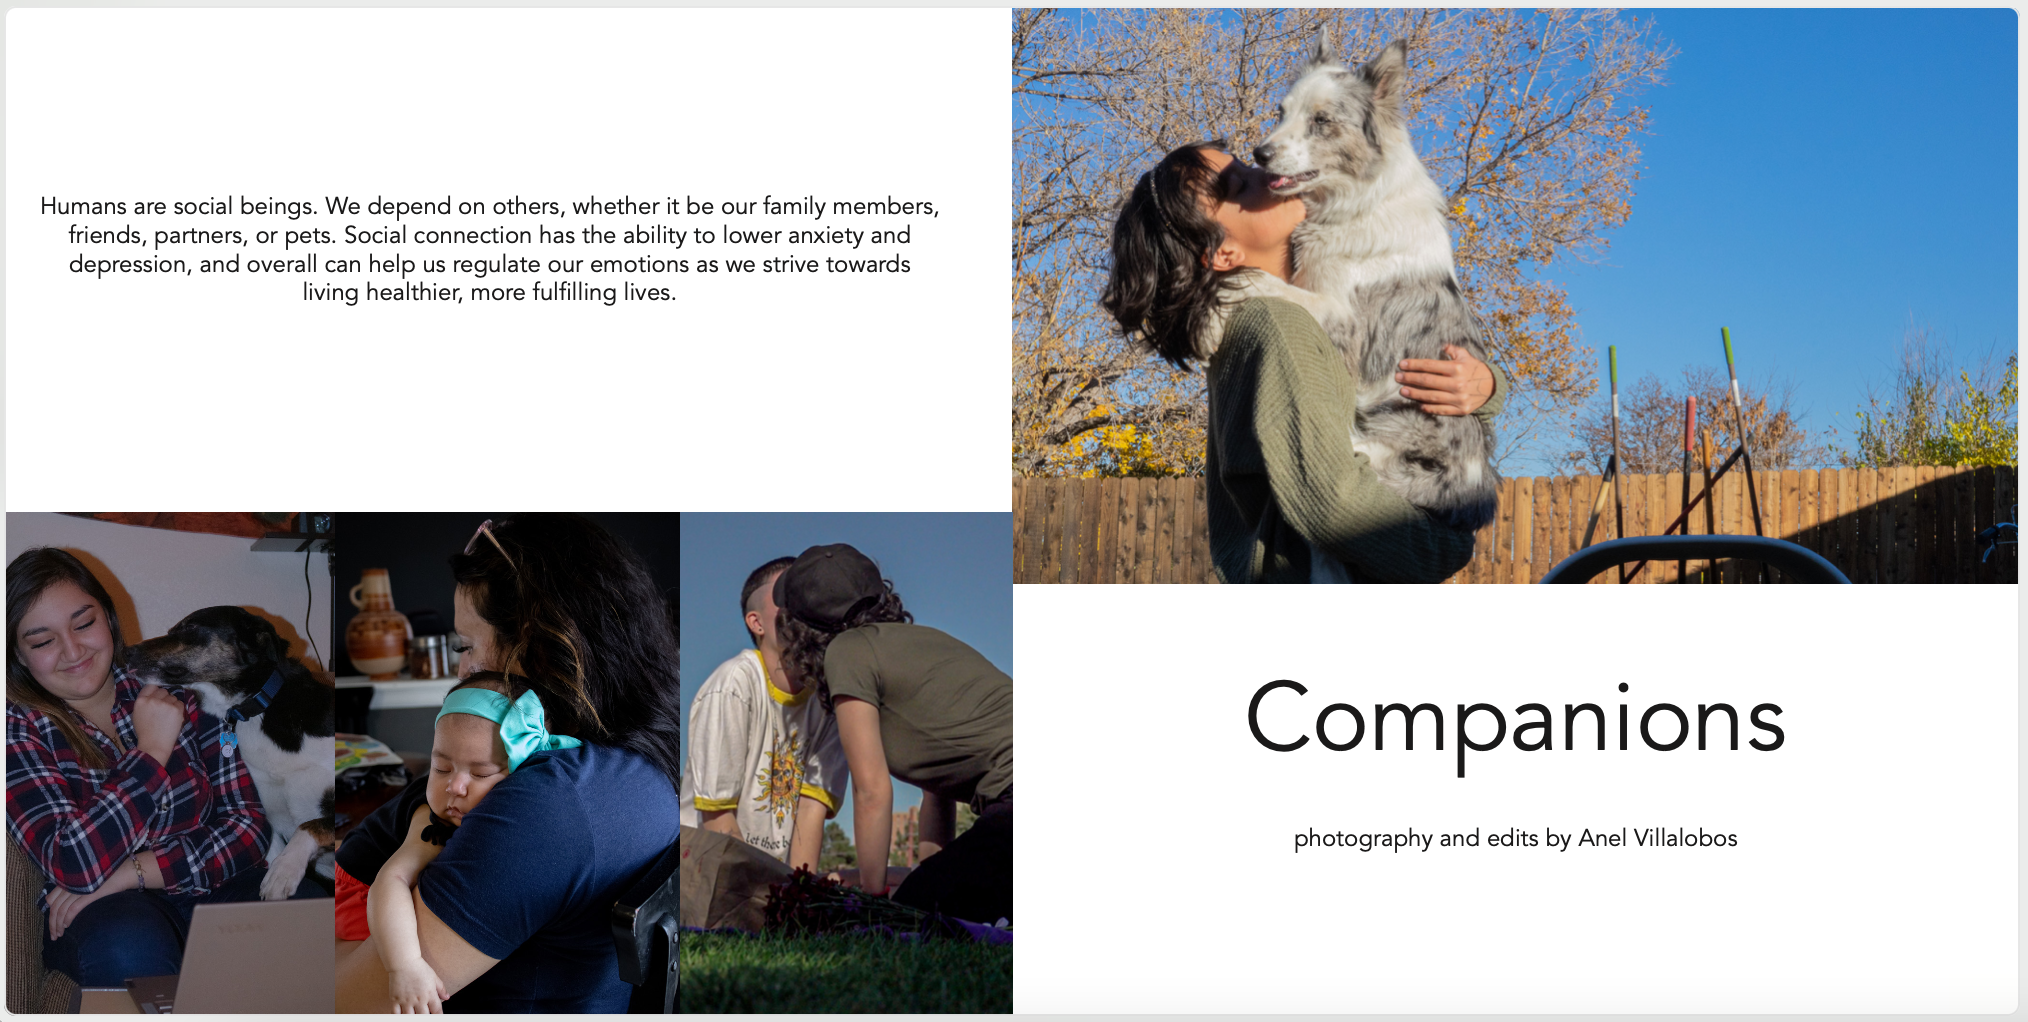 Humans are social beings. We depend on others, whether it be our family members,
friends, partners, or pets. Social connection has the ability to lower anxiety and
depression, and overall can help us regulate our emotions as we strive towards
living healthier, more fulfilling lives.
let thee b
Companions
photography and edits by Anel Villalobos